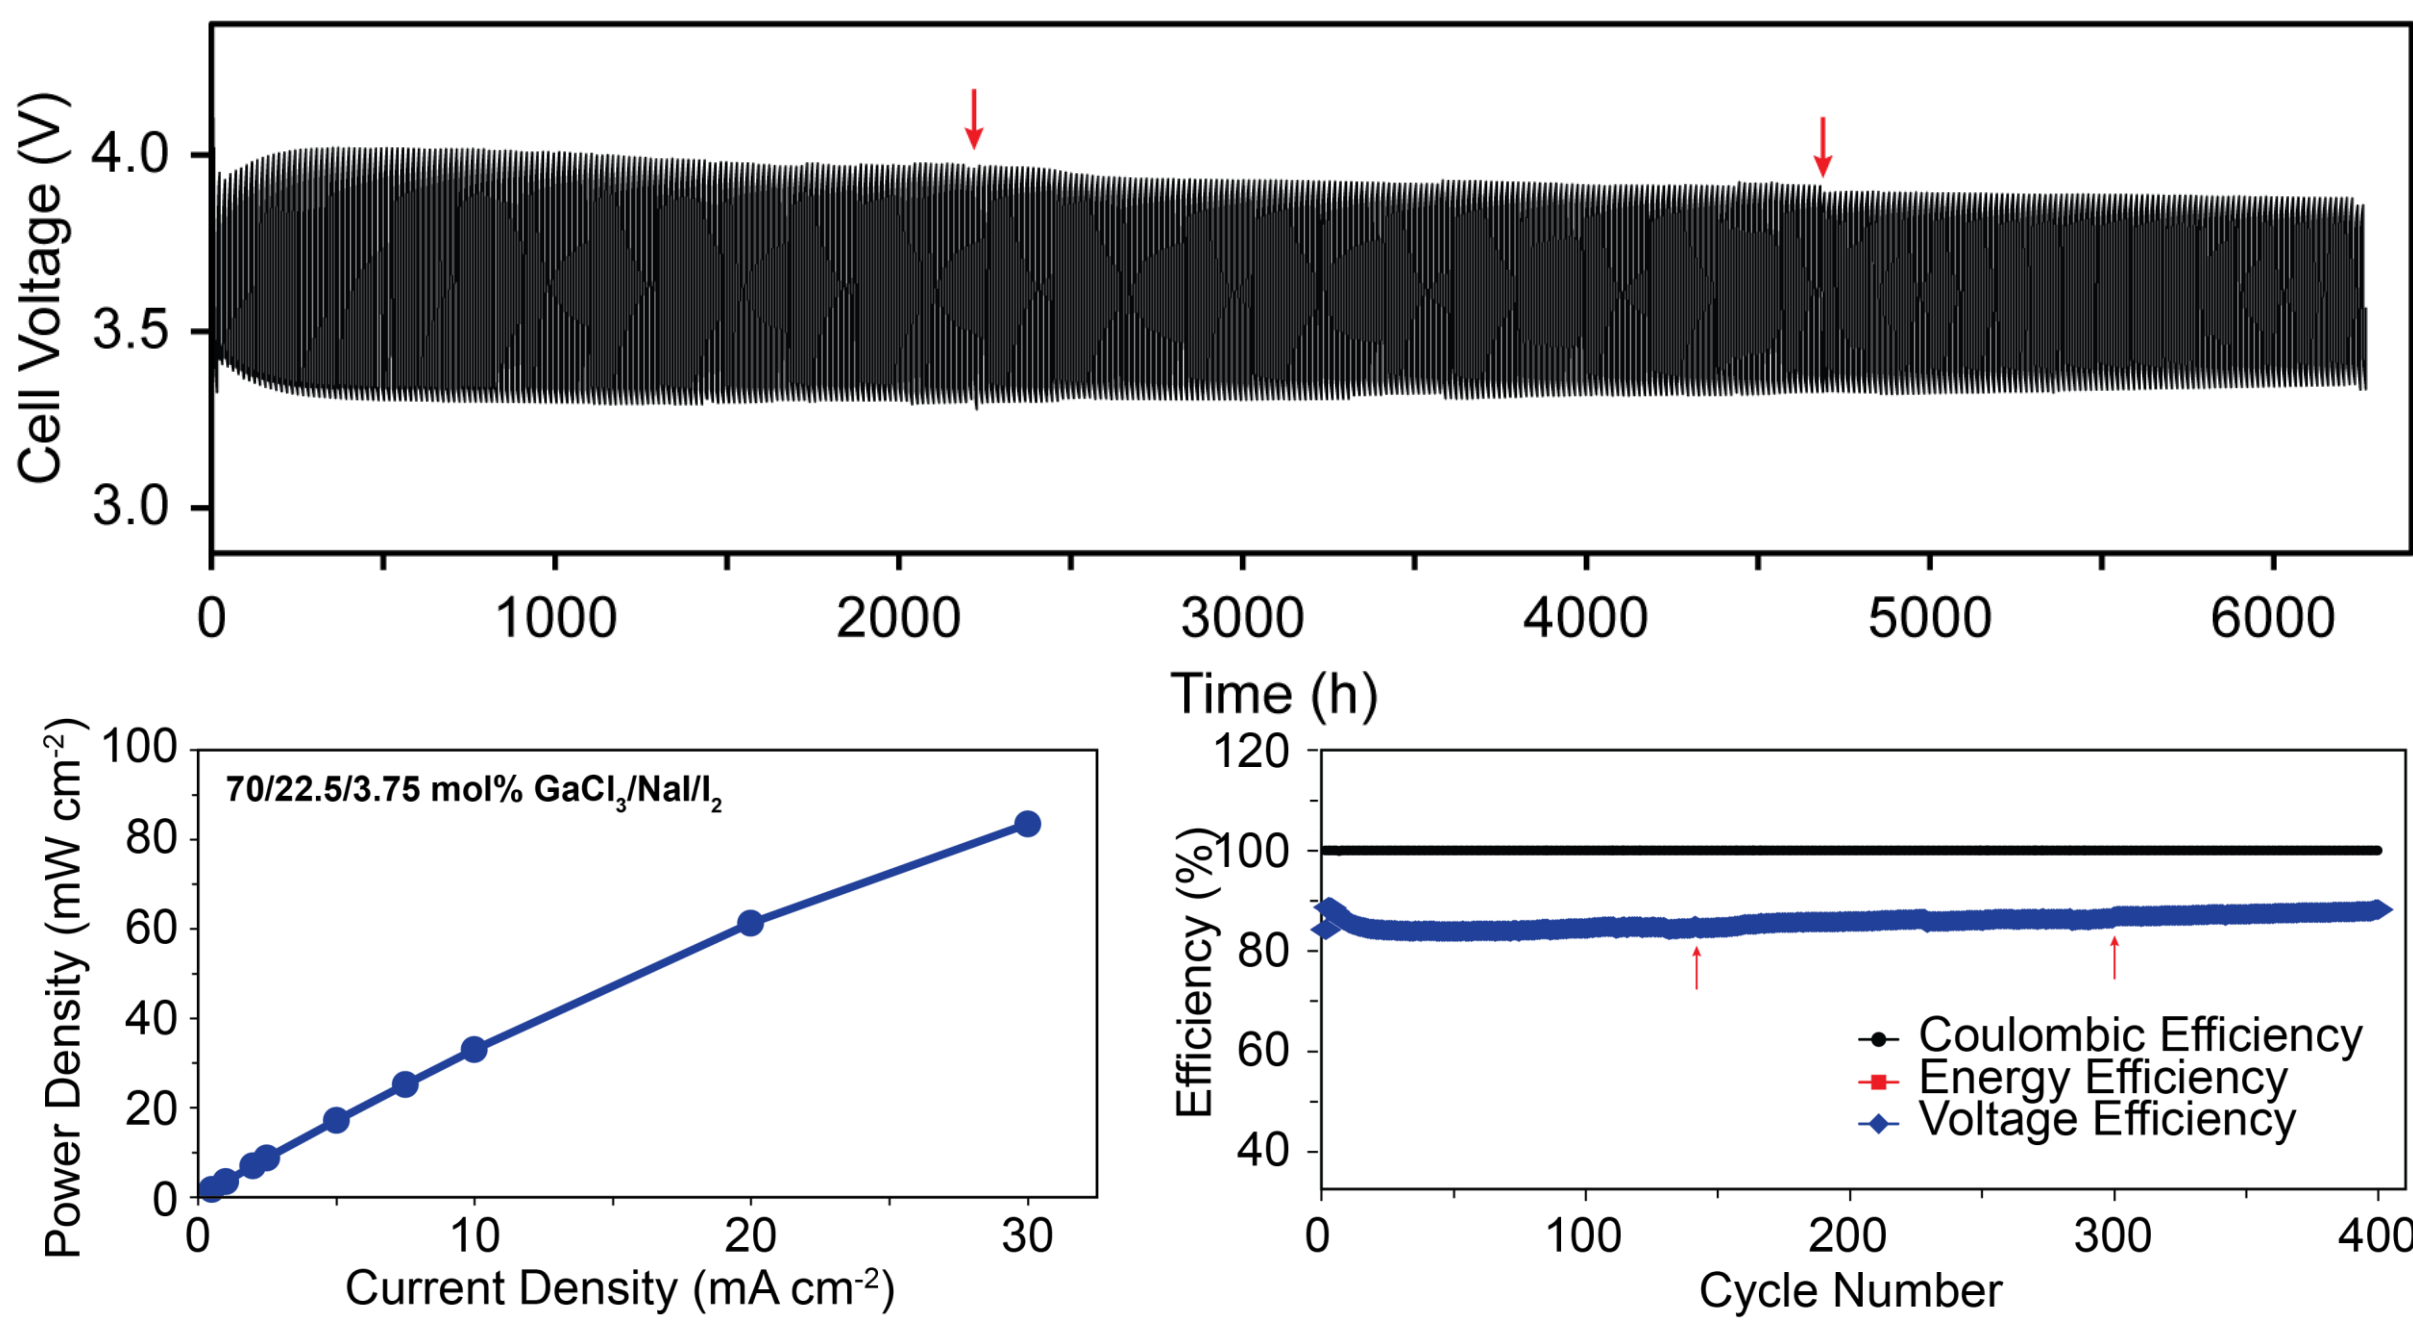 Cell Voltage (V)
4.0
3.5
3.0
0 1000 2000 3000 4000 5000 6000
Time (h)
Power Density (mW cm⁻²)
100
80
60
40
20
0
70/22.5/3.75 mol% GaCl₃/NaI/I₂
0 10 20 30
Current Density (mA cm⁻²)
Efficiency (%)
120
100
80
60
40
Coulombic Efficiency
Energy Efficiency
Voltage Efficiency
0 100 200 300 400
Cycle Number